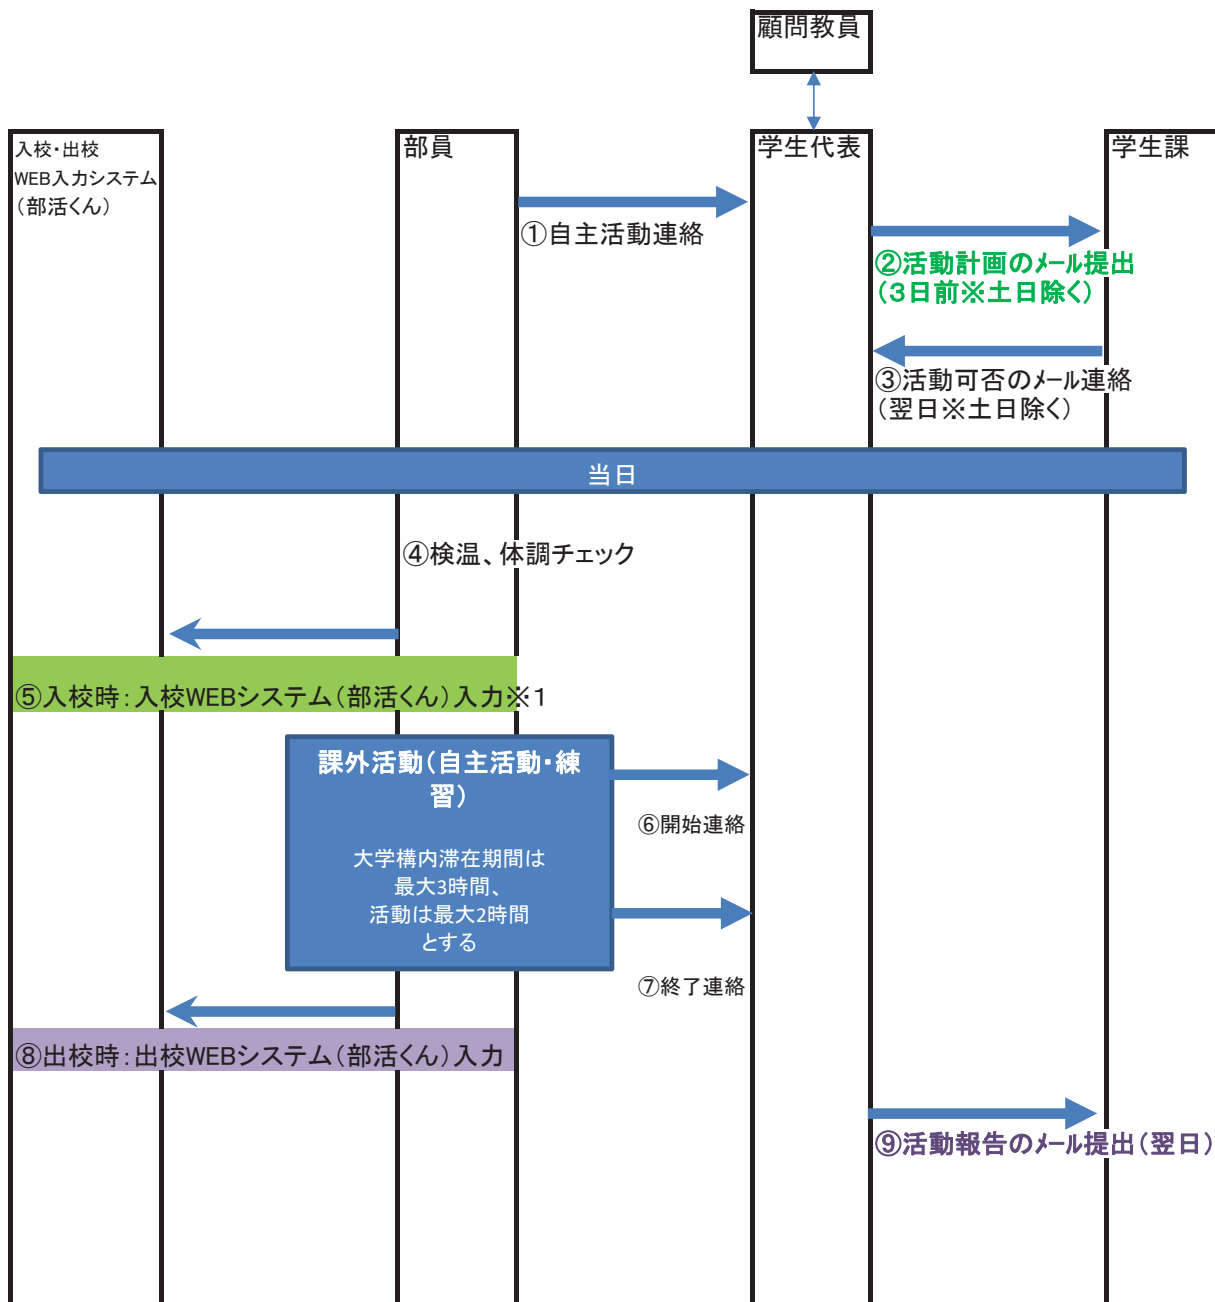 顧問教員
入校・出校
WEB入力システム
（部活くん）
部員
学生代表
学生課
①自主活動連絡
②活動計画のメール提出
（３日前※土日除く）
③活動可否のメール連絡
（翌日※土日除く）
当日
④検温、体調チェック
⑤入校時：入校WEBシステム（部活くん）入力※１
課外活動（自主活動・練
習）
大学構内滞在期間は
最大3時間、
活動は最大2時間
とする
⑥開始連絡
⑦終了連絡
⑧出校時：出校WEBシステム（部活くん）入力
⑨活動報告のメール提出（翌日）